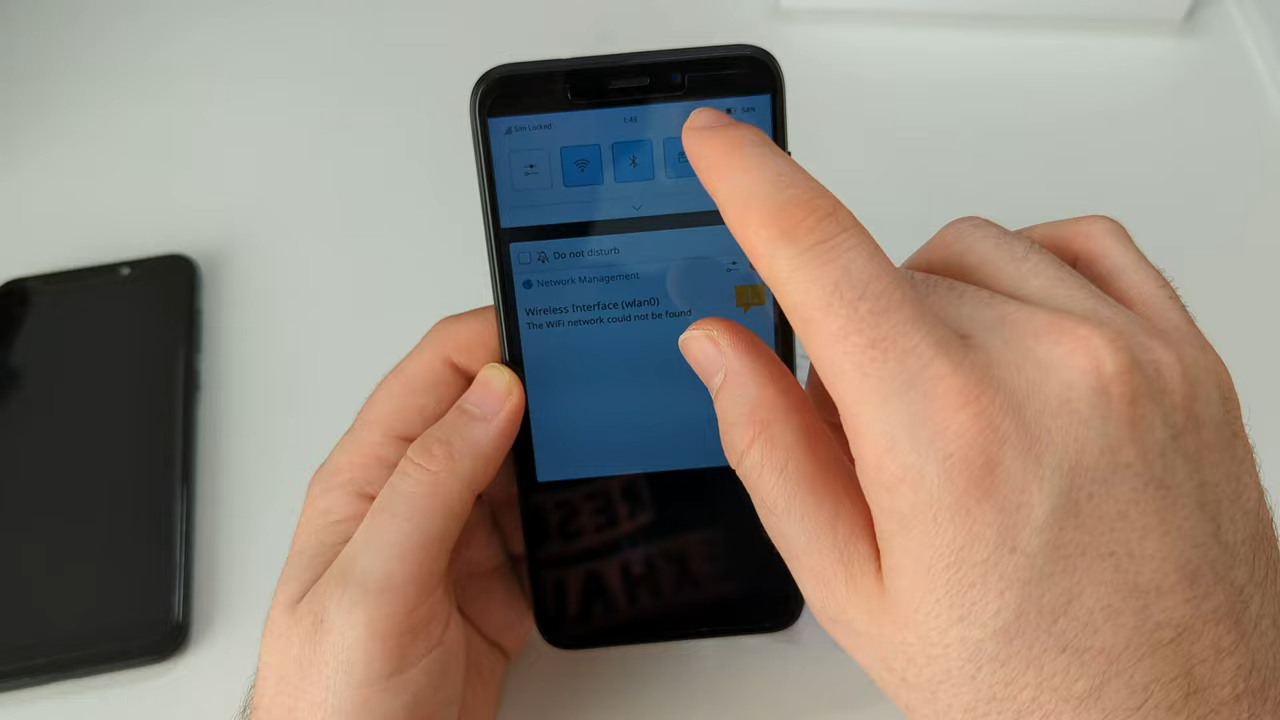 Sim Locked
1:43
54%
Do not disturb
Network Management
Wireless Interface (wlan0)
The WiFi network could not be found